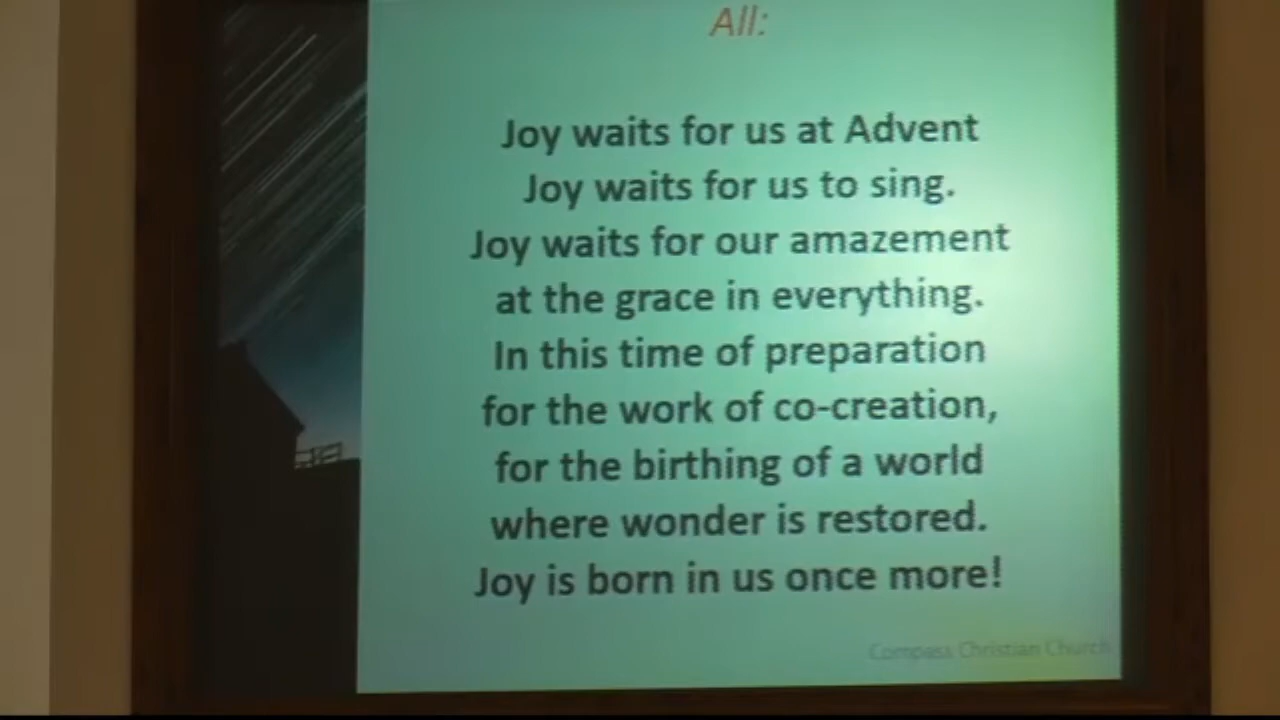 All:
Joy waits for us at Advent
Joy waits for us to sing.
Joy waits for our amazement
at the grace in everything.
In this time of preparation
for the work of co-creation,
for the birthing of a world
where wonder is restored.
Joy is born in us once more!
Compass Christian Church